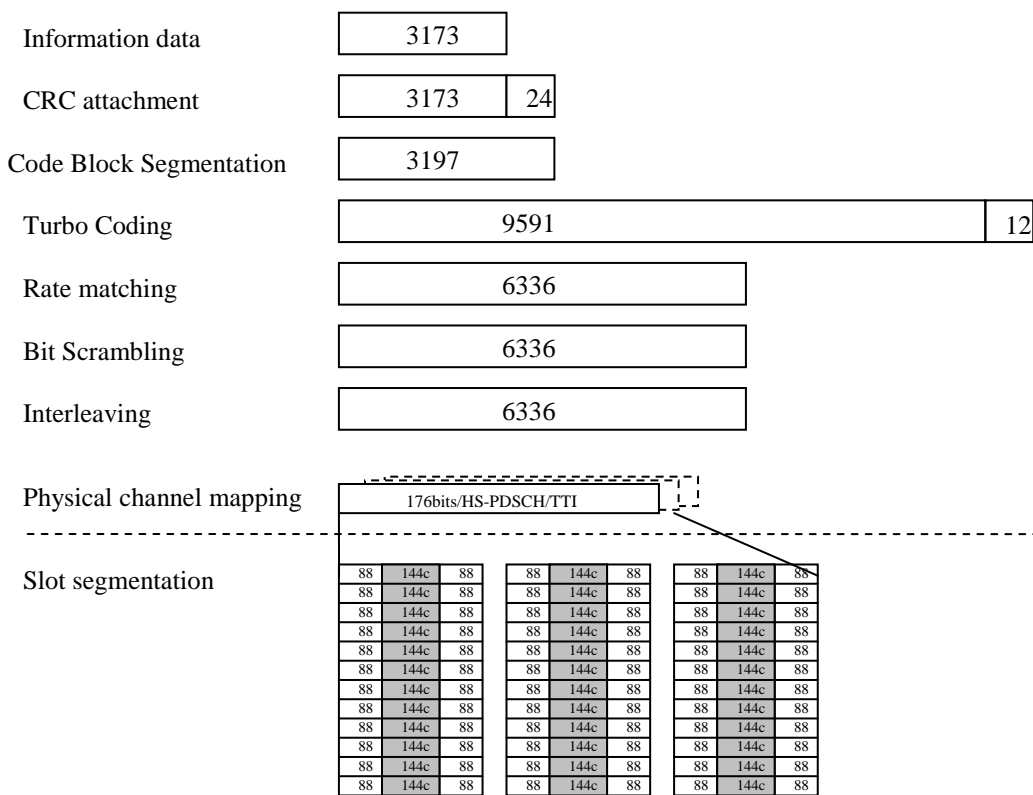 Information data 3173
CRC attachment 3173 24
Code Block Segmentation 3197
Turbo Coding 9591 12
Rate matching 6336
Bit Scrambling 6336
Interleaving 6336
Physical channel mapping 176bits/HS-PDSCH/TTI
Slot segmentation
88 144c 88 88 144c 88 88 144c 88
88 144c 88 88 144c 88 88 144c 88
88 144c 88 88 144c 88 88 144c 88
88 144c 88 88 144c 88 88 144c 88
88 144c 88 88 144c 88 88 144c 88
88 144c 88 88 144c 88 88 144c 88
88 144c 88 88 144c 88 88 144c 88
88 144c 88 88 144c 88 88 144c 88
88 144c 88 88 144c 88 88 144c 88
88 144c 88 88 144c 88 88 144c 88
88 144c 88 88 144c 88 88 144c 88
88 144c 88 88 144c 88 88 144c 88